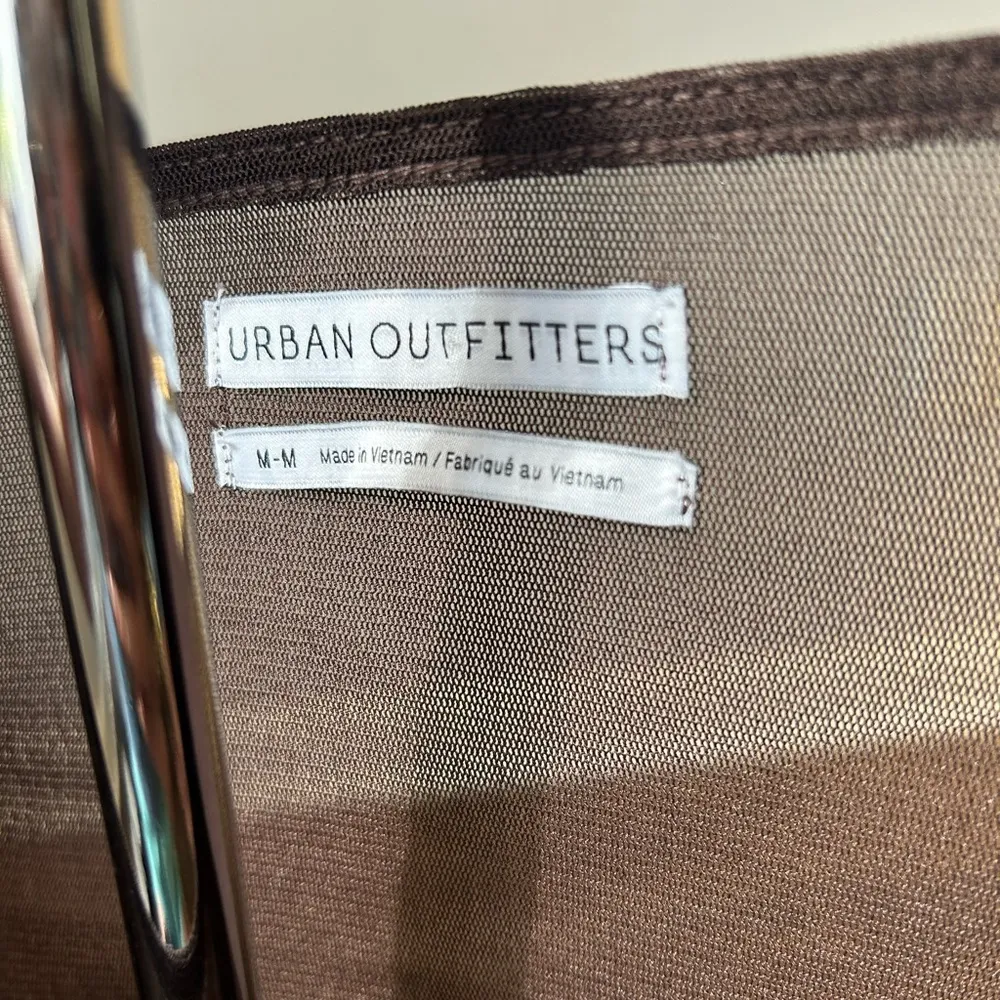 URBAN OUTFITTERS
M-M Made in Vietnam / Fabriqué au Vietnam